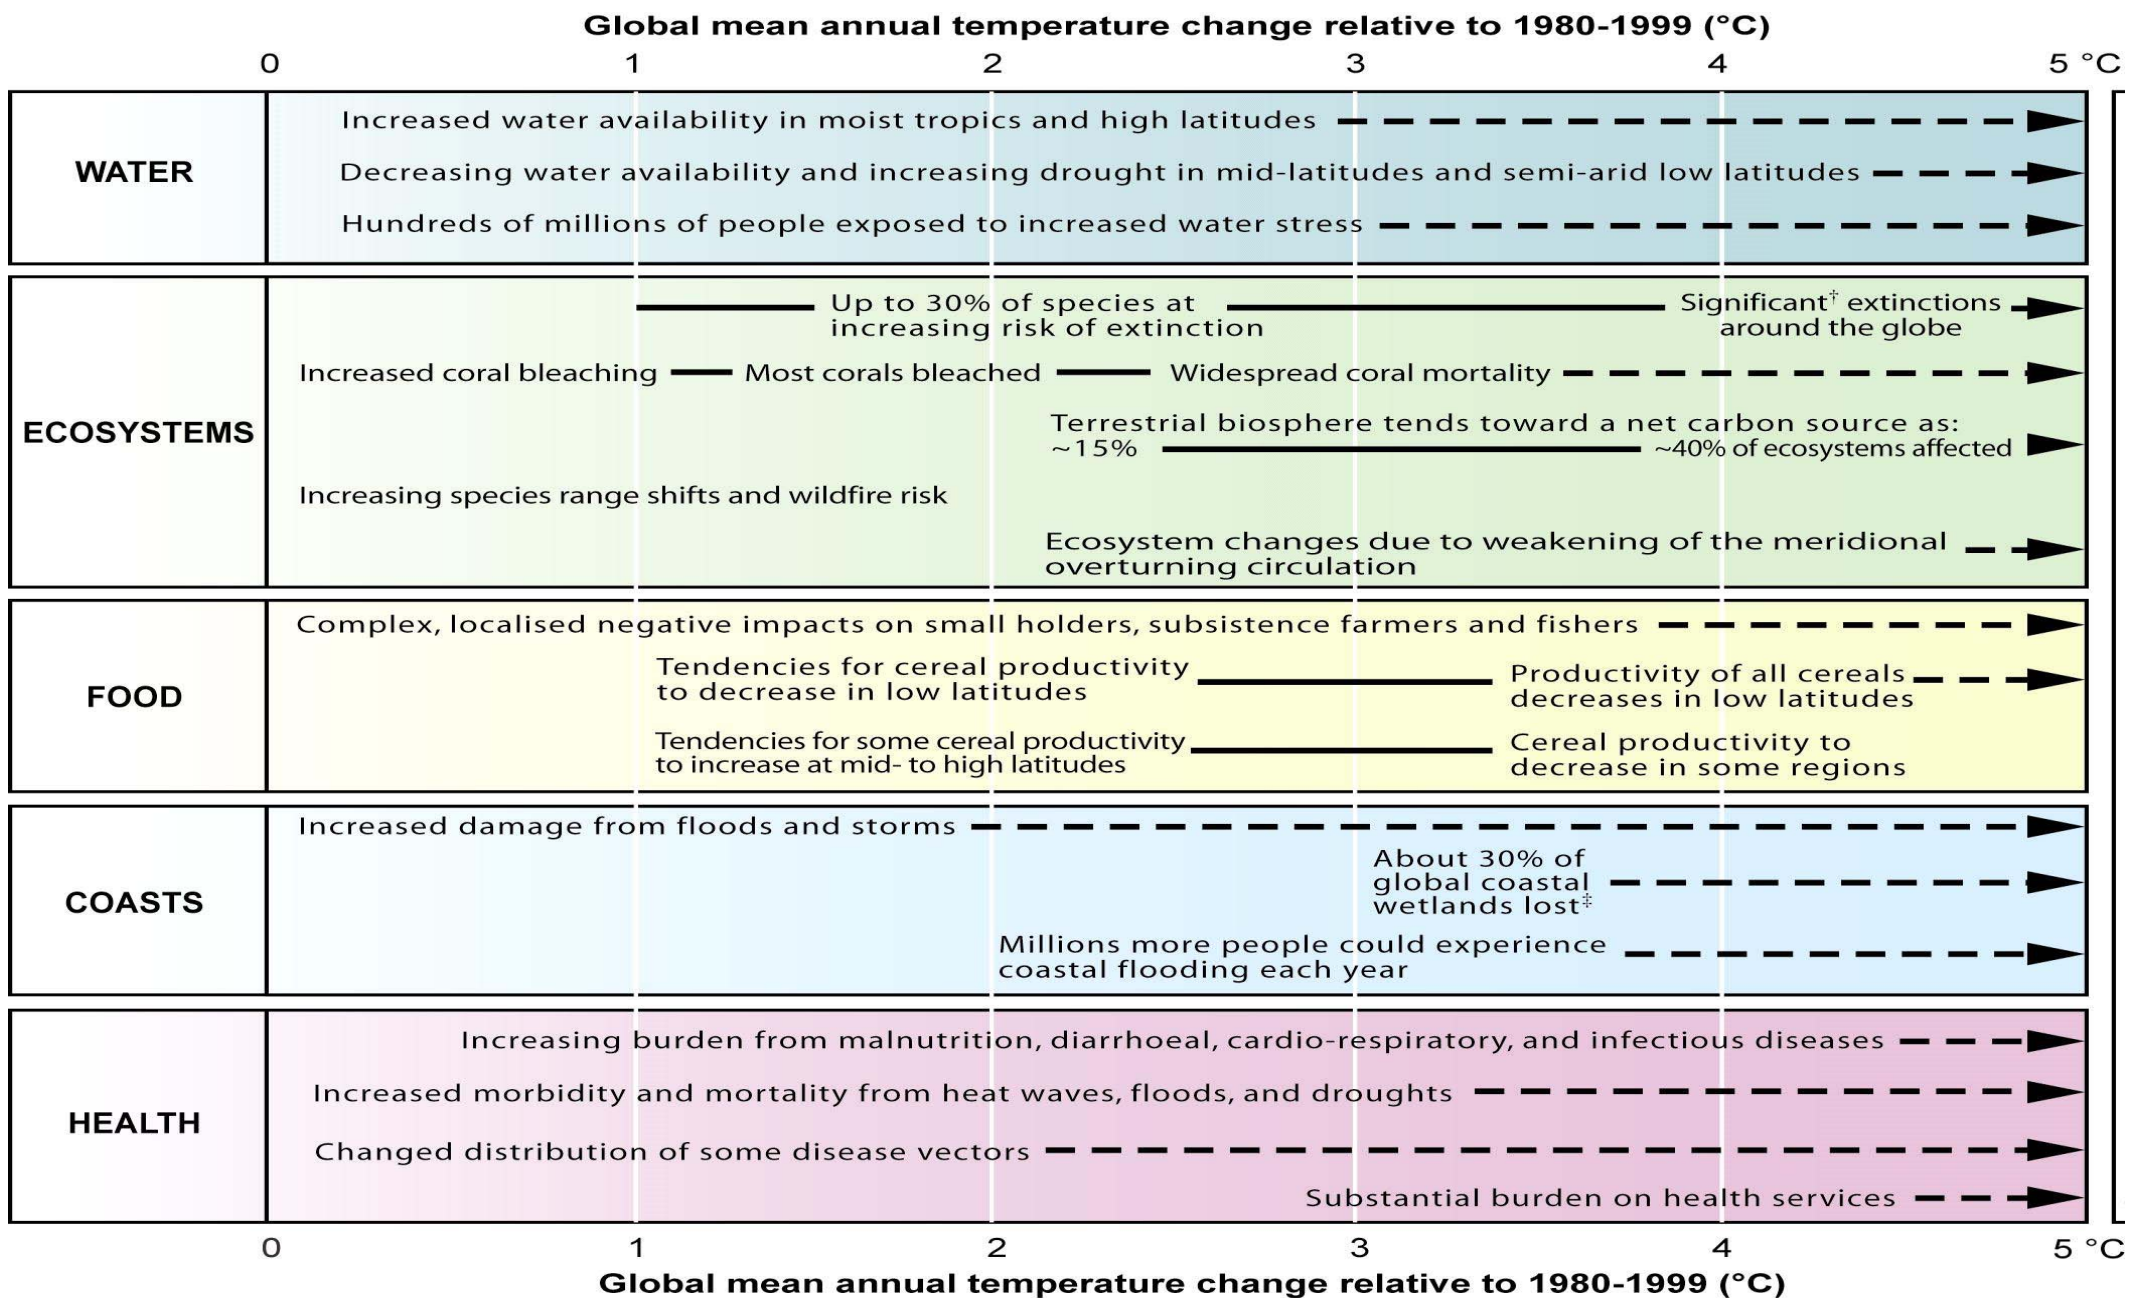 Global mean annual temperature change relative to 1980-1999 (°C)
0 1 2 3 4 5 °C
WATER
Increased water availability in moist tropics and high latitudes
Decreasing water availability and increasing drought in mid-latitudes and semi-arid low latitudes
Hundreds of millions of people exposed to increased water stress
ECOSYSTEMS
Up to 30% of species at
increasing risk of extinction
Significant† extinctions
around the globe
Increased coral bleaching
Most corals bleached
Widespread coral mortality
Terrestrial biosphere tends toward a net carbon source as:
~15%
~40% of ecosystems affected
Increasing species range shifts and wildfire risk
Ecosystem changes due to weakening of the meridional
overturning circulation
FOOD
Complex, localised negative impacts on small holders, subsistence farmers and fishers
Tendencies for cereal productivity
to decrease in low latitudes
Productivity of all cereals
decreases in low latitudes
Tendencies for some cereal productivity
to increase at mid- to high latitudes
Cereal productivity to
decrease in some regions
COASTS
Increased damage from floods and storms
About 30% of
global coastal
wetlands lost‡
Millions more people could experience
coastal flooding each year
HEALTH
Increasing burden from malnutrition, diarrhoeal, cardio-respiratory, and infectious diseases
Increased morbidity and mortality from heat waves, floods, and droughts
Changed distribution of some disease vectors
Substantial burden on health services
0 1 2 3 4 5 °C
Global mean annual temperature change relative to 1980-1999 (°C)